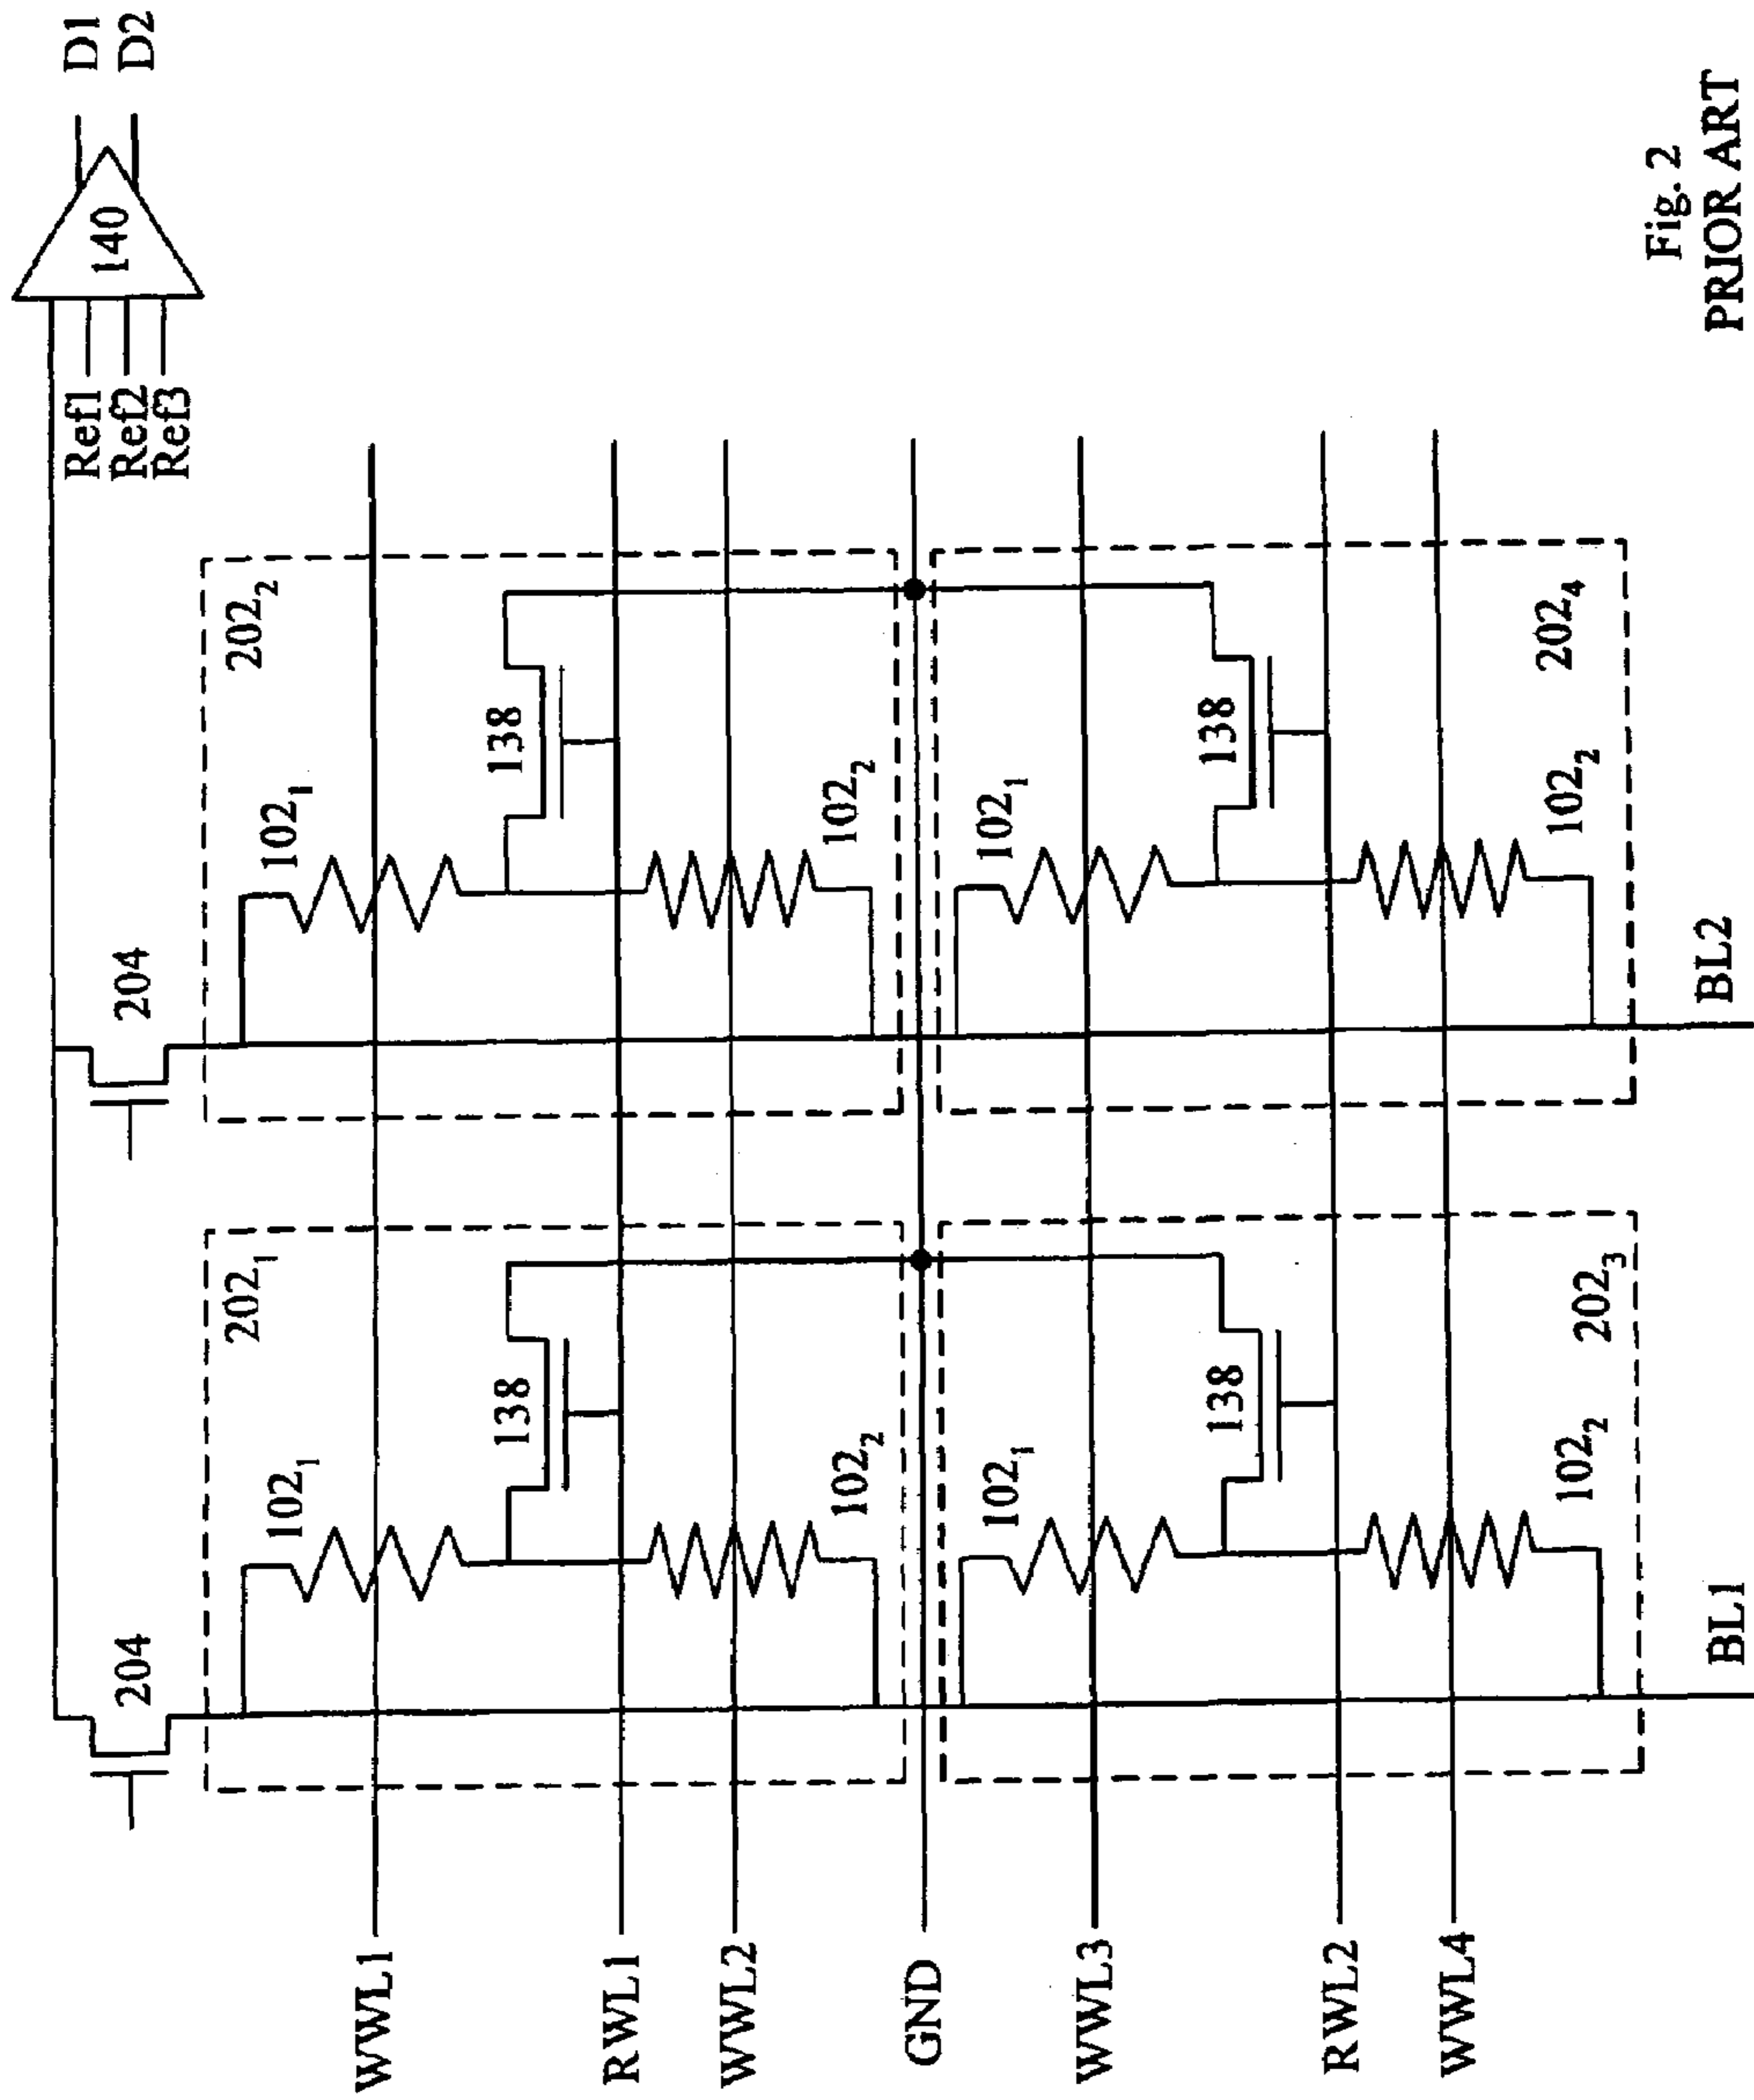 D1
D2
140
Ref1
Ref2
Ref3
204
204
202₁
202₂
102₁
102₁
WWL1
138
138
RWL1
WWL2
102₂
102₂
GND
102₁
102₁
WWL3
138
138
RWL2
WWL4
102₂
102₂
202₃
202₄
BL1
BL2
Fig. 2
PRIOR ART